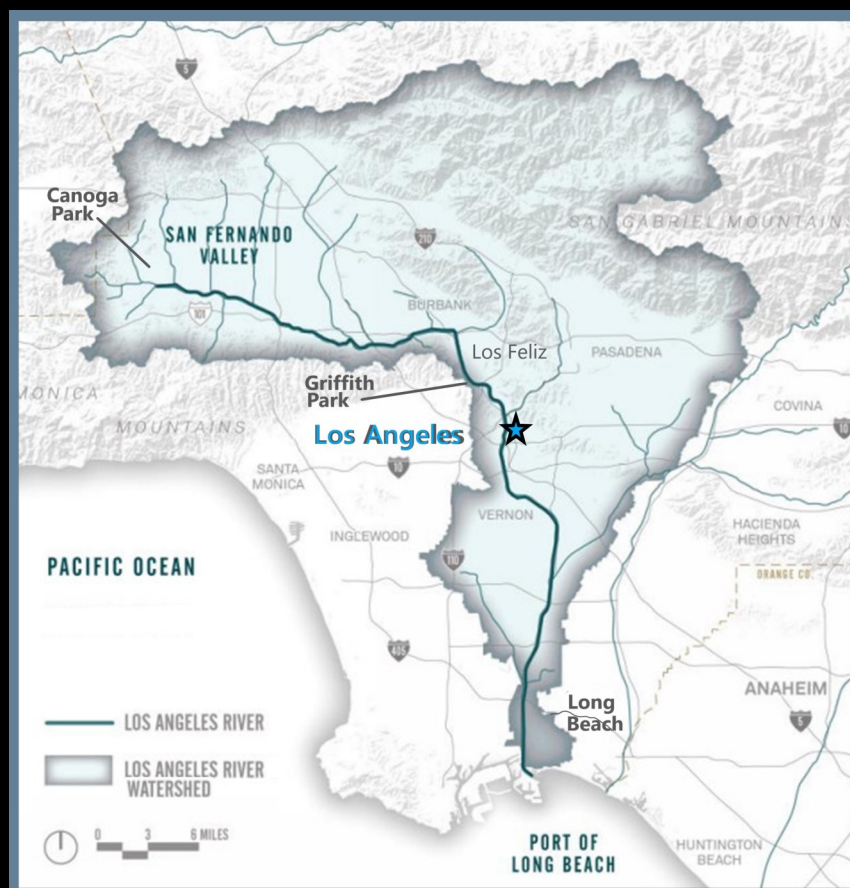 5
Canoga
Park
SAN FERNANDO
VALLEY
SAN GABRIEL MOUNTAINS
210
101
BURBANK
Los Feliz
PASADENA
Griffith
Park
MONICA
MOUNTAINS
Los Angeles
COVINA
10
SANTA
MONICA
10
VERNON
INGLEWOOD
HACIENDA
HEIGHTS
110
PACIFIC OCEAN
ORANGE CO.
405
ANAHEIM
5
Long
Beach
LOS ANGELES RIVER
LOS ANGELES RIVER
WATERSHED
0 3 6 MILES
PORT OF
LONG BEACH
HUNTINGTON
BEACH